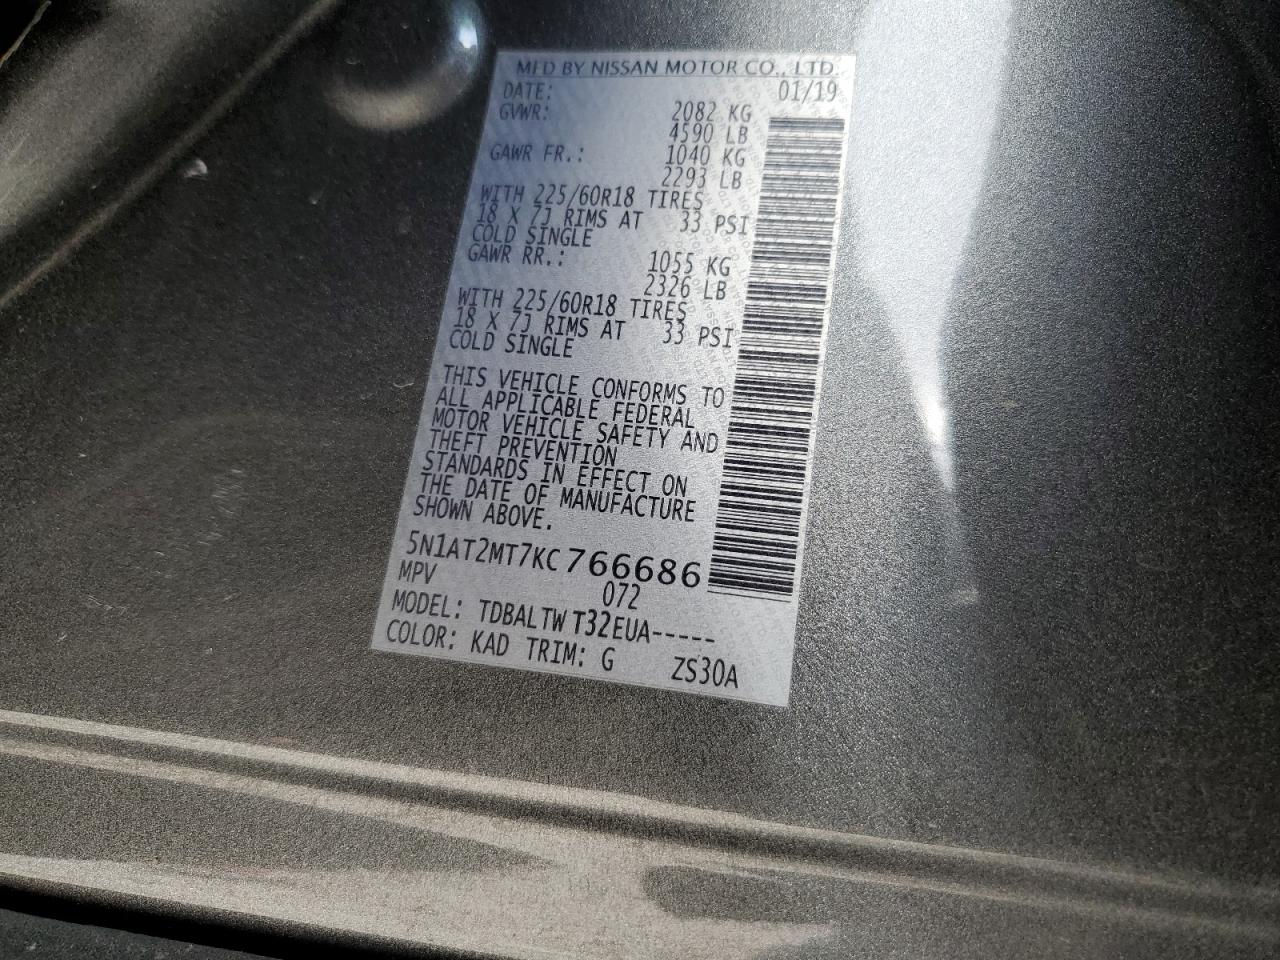 MFD BY NISSAN MOTOR CO., LTD.
DATE: 01/19
GVWR: 2082 KG
4590 LB
GAWR FR.: 1040 KG
2293 LB
WITH 225/60R18 TIRES
18 X 7J RIMS AT 33 PSI
COLD SINGLE
GAWR RR.: 1055 KG
2326 LB
WITH 225/60R18 TIRES
18 X 7J RIMS AT 33 PSI
COLD SINGLE
THIS VEHICLE CONFORMS TO
ALL APPLICABLE FEDERAL
MOTOR VEHICLE SAFETY AND
THEFT PREVENTION
STANDARDS IN EFFECT ON
THE DATE OF MANUFACTURE
SHOWN ABOVE.
5N1AT2MT7KC766686
MPV 072
MODEL: TDBALTWT32EUA-----
COLOR: KAD TRIM: G ZS30A